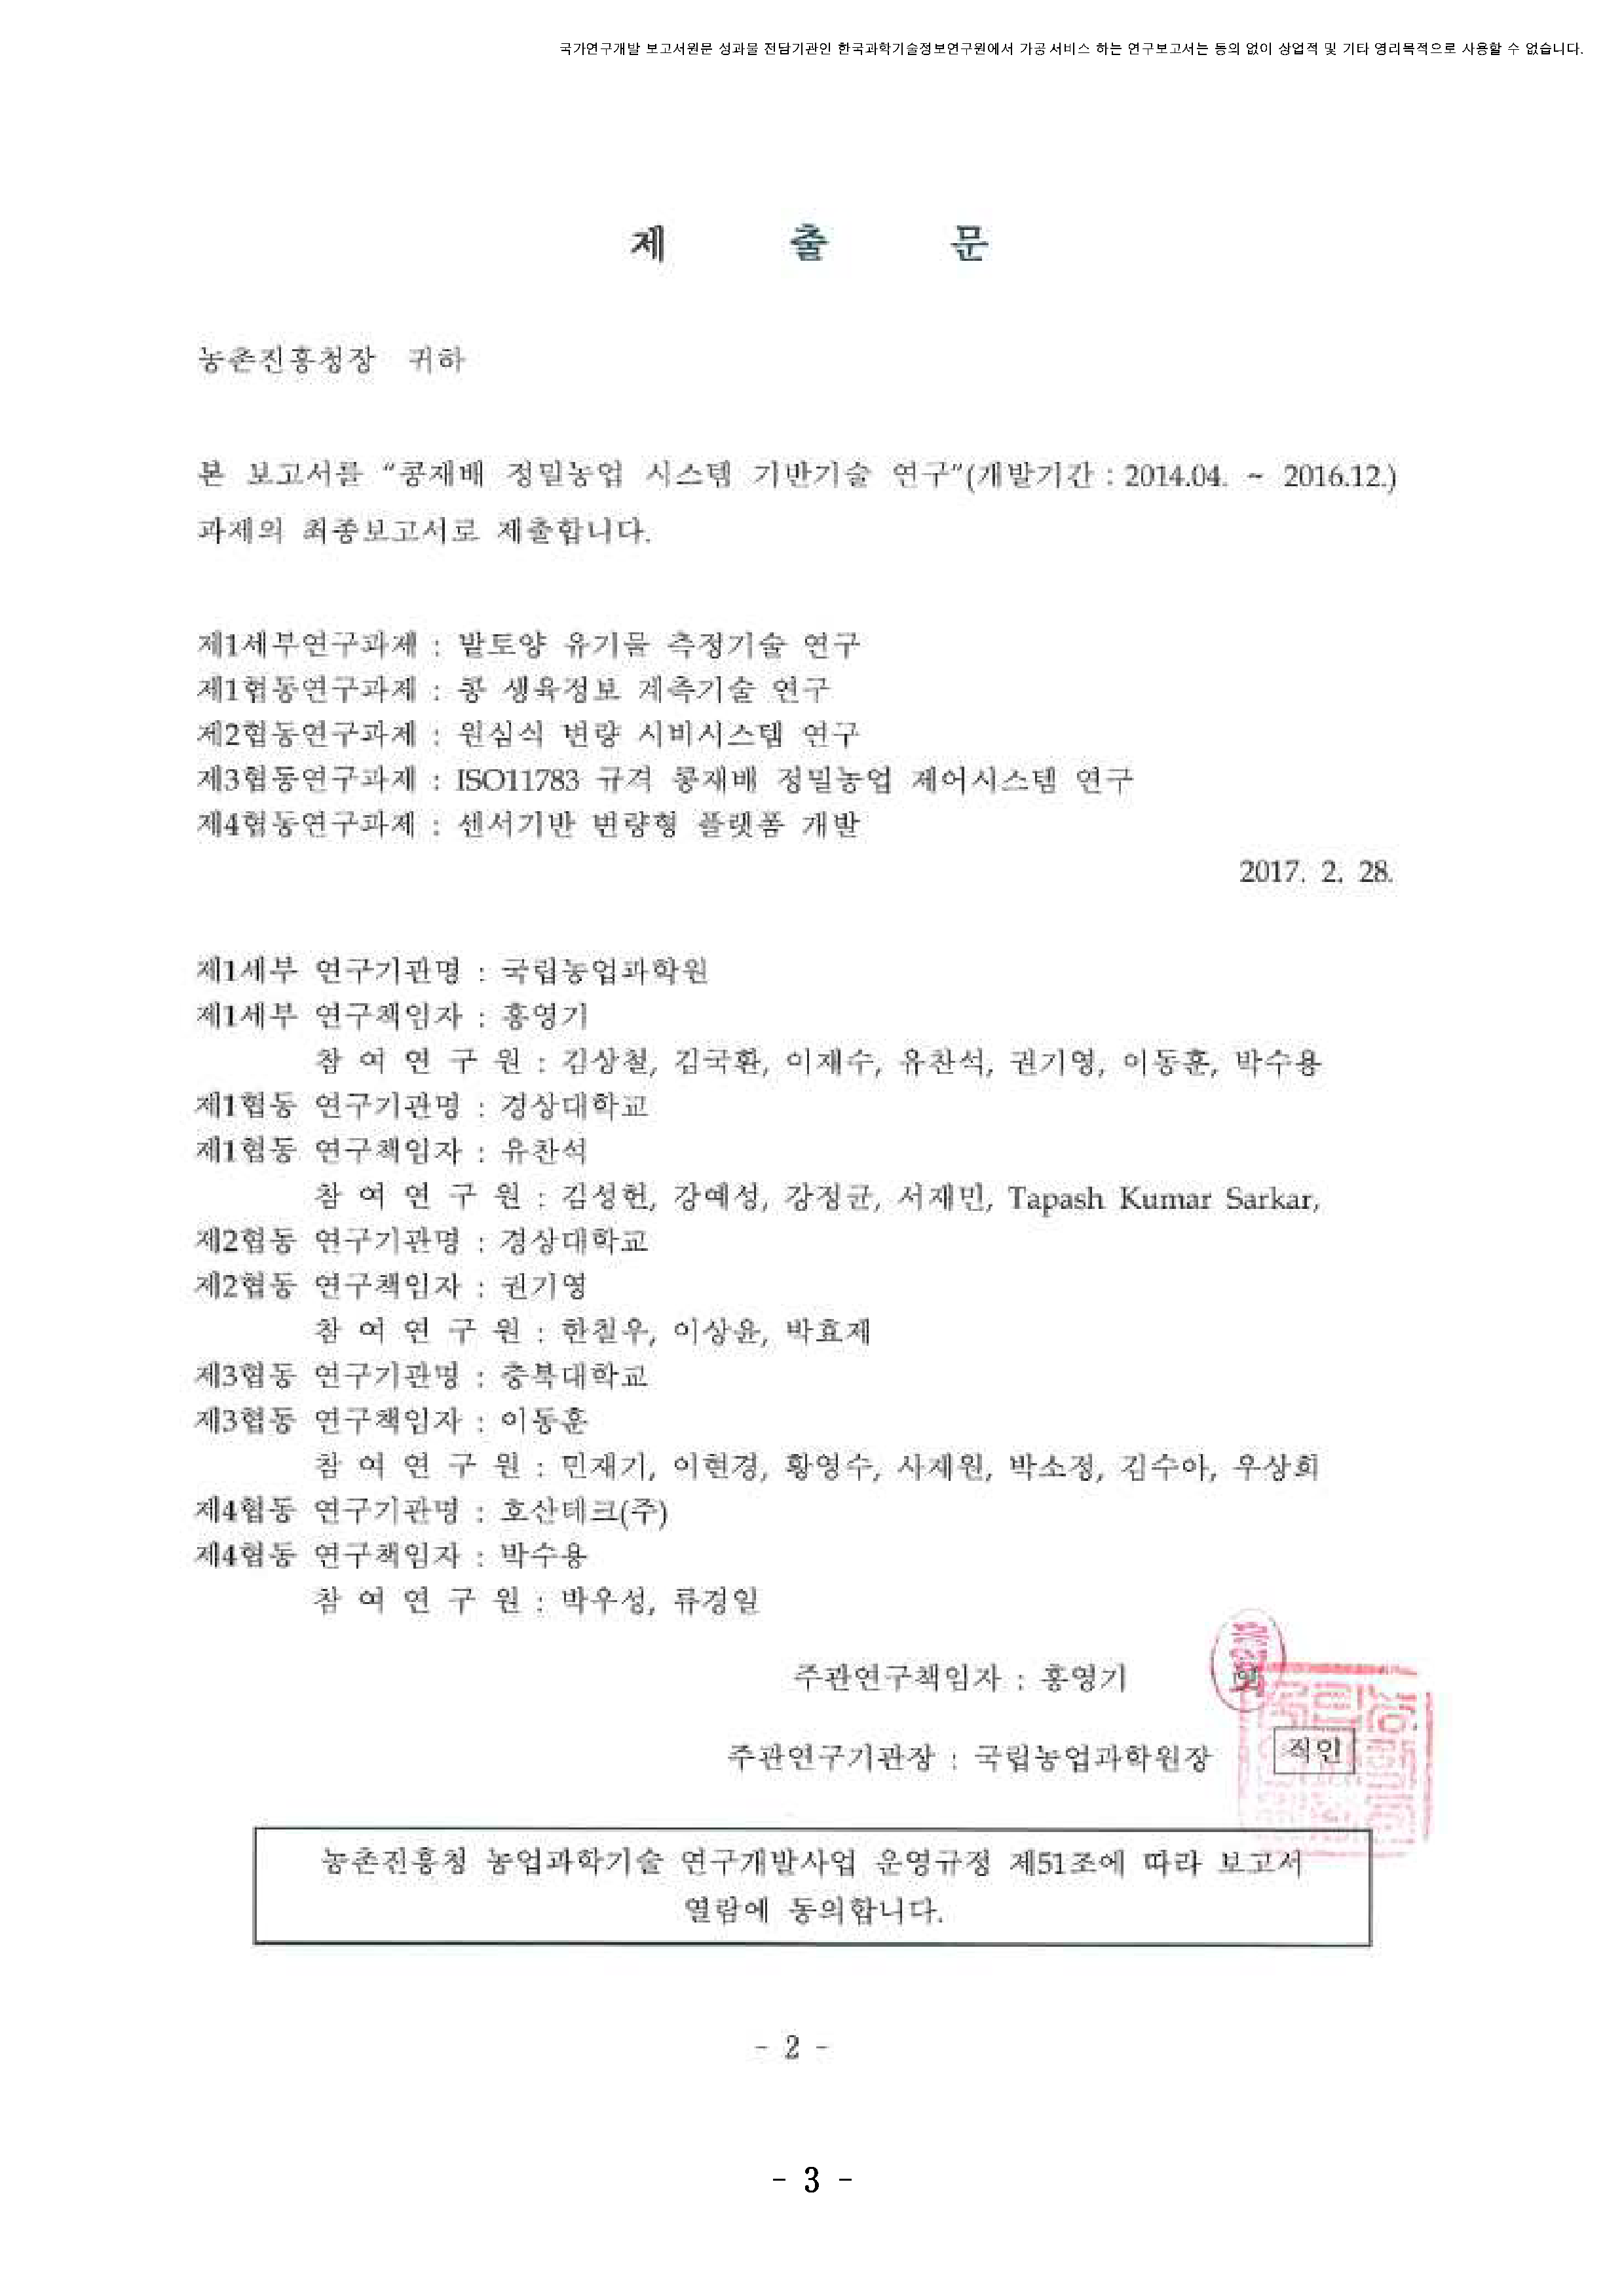 국가연구개발 보고서원문 성과물 전담기관인 한국과학기술정보연구원에서 가공·서비스 하는 연구보고서는 동의 없이 상업적 및 기타 영리목적으로 사용할 수 없습니다.
제 출 문
농촌진흥청장 귀하
본 보고서를 “콩재배 정밀농업 시스템 기반기술 연구”(개발기간 : 2014.04. ~ 2016.12.)
과제의 최종보고서로 제출합니다.
제1세부연구과제 : 밭토양 유기물 측정기술 연구
제1협동연구과제 : 콩 생육정보 계측기술 연구
제2협동연구과제 : 원심식 변량 시비시스템 연구
제3협동연구과제 : ISO11783 규격 콩재배 정밀농업 제어시스템 연구
제4협동연구과제 : 센서기반 변량형 플랫폼 개발
2017. 2. 28.
제1세부 연구기관명 : 국립농업과학원
제1세부 연구책임자 : 홍영기
참 여 연 구 원 : 김상철, 김국환, 이재수, 유찬석, 권기영, 이동훈, 박수용
제1협동 연구기관명 : 경상대학교
제1협동 연구책임자 : 유찬석
참 여 연 구 원 : 김성헌, 강예성, 강정균, 서재민, Tapash Kumar Sarkar,
제2협동 연구기관명 : 경상대학교
제2협동 연구책임자 : 권기영
참 여 연 구 원 : 한칠우, 이상윤, 박효제
제3협동 연구기관명 : 충북대학교
제3협동 연구책임자 : 이동훈
참 여 연 구 원 : 민재기, 이현경, 황영수, 사재원, 박소정, 김수아, 우상희
제4협동 연구기관명 : 호산테크(주)
제4협동 연구책임자 : 박수용
참 여 연 구 원 : 박우성, 류경일
주관연구책임자 : 홍영기
주관연구기관장 : 국립농업과학원장 직인
농촌진흥청 농업과학기술 연구개발사업 운영규정 제51조에 따라 보고서
열람에 동의합니다.
- 2 -
- 3 -